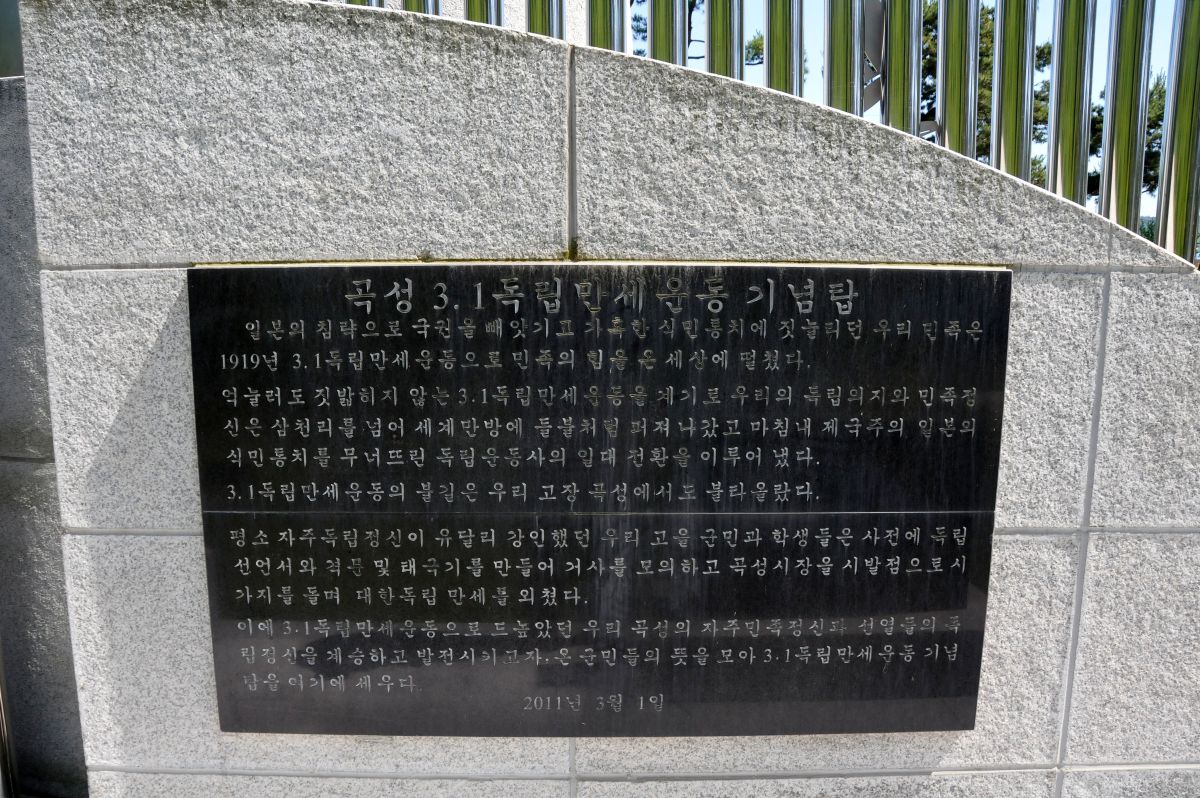 곡성 3.1독립만세운동 기념탑
일본의 침략으로 국권을 빼앗기고 가혹한 식민통치에 짓눌리던 우리 민족은
1919년 3.1독립만세운동으로 민족의 힘을 온 세상에 떨쳤다.
억눌러도 짓밟히지 않는 3.1독립만세운동을 계기로 우리의 독립의지와 민족정
신은 삼천리를 넘어 세계만방에 들불처럼 퍼져나갔고 마침내 제국주의 일본의
식민통치를 무너뜨린 독립운동사의 일대 전환을 이루어 냈다.
3.1독립만세운동의 불길은 우리 고장 곡성에서도 불타올랐다.
평소 자주독립정신이 유달리 강인했던 우리 고을 군민과 학생들은 사전에 독립
선언서와 격문 및 태극기를 만들어 거사를 모의하고 곡성시장을 시발점으로 시
가지를 돌며 대한독립 만세를 외쳤다.
이에 3.1독립만세운동으로 드높았던 우리 곡성의 자주민족정신과 선열들의 독
립정신을 계승하고 발전시키고자, 온 군민들의 뜻을 모아 3.1독립만세운동 기념
탑을 여기에 세우다.
2011년 3월 1일